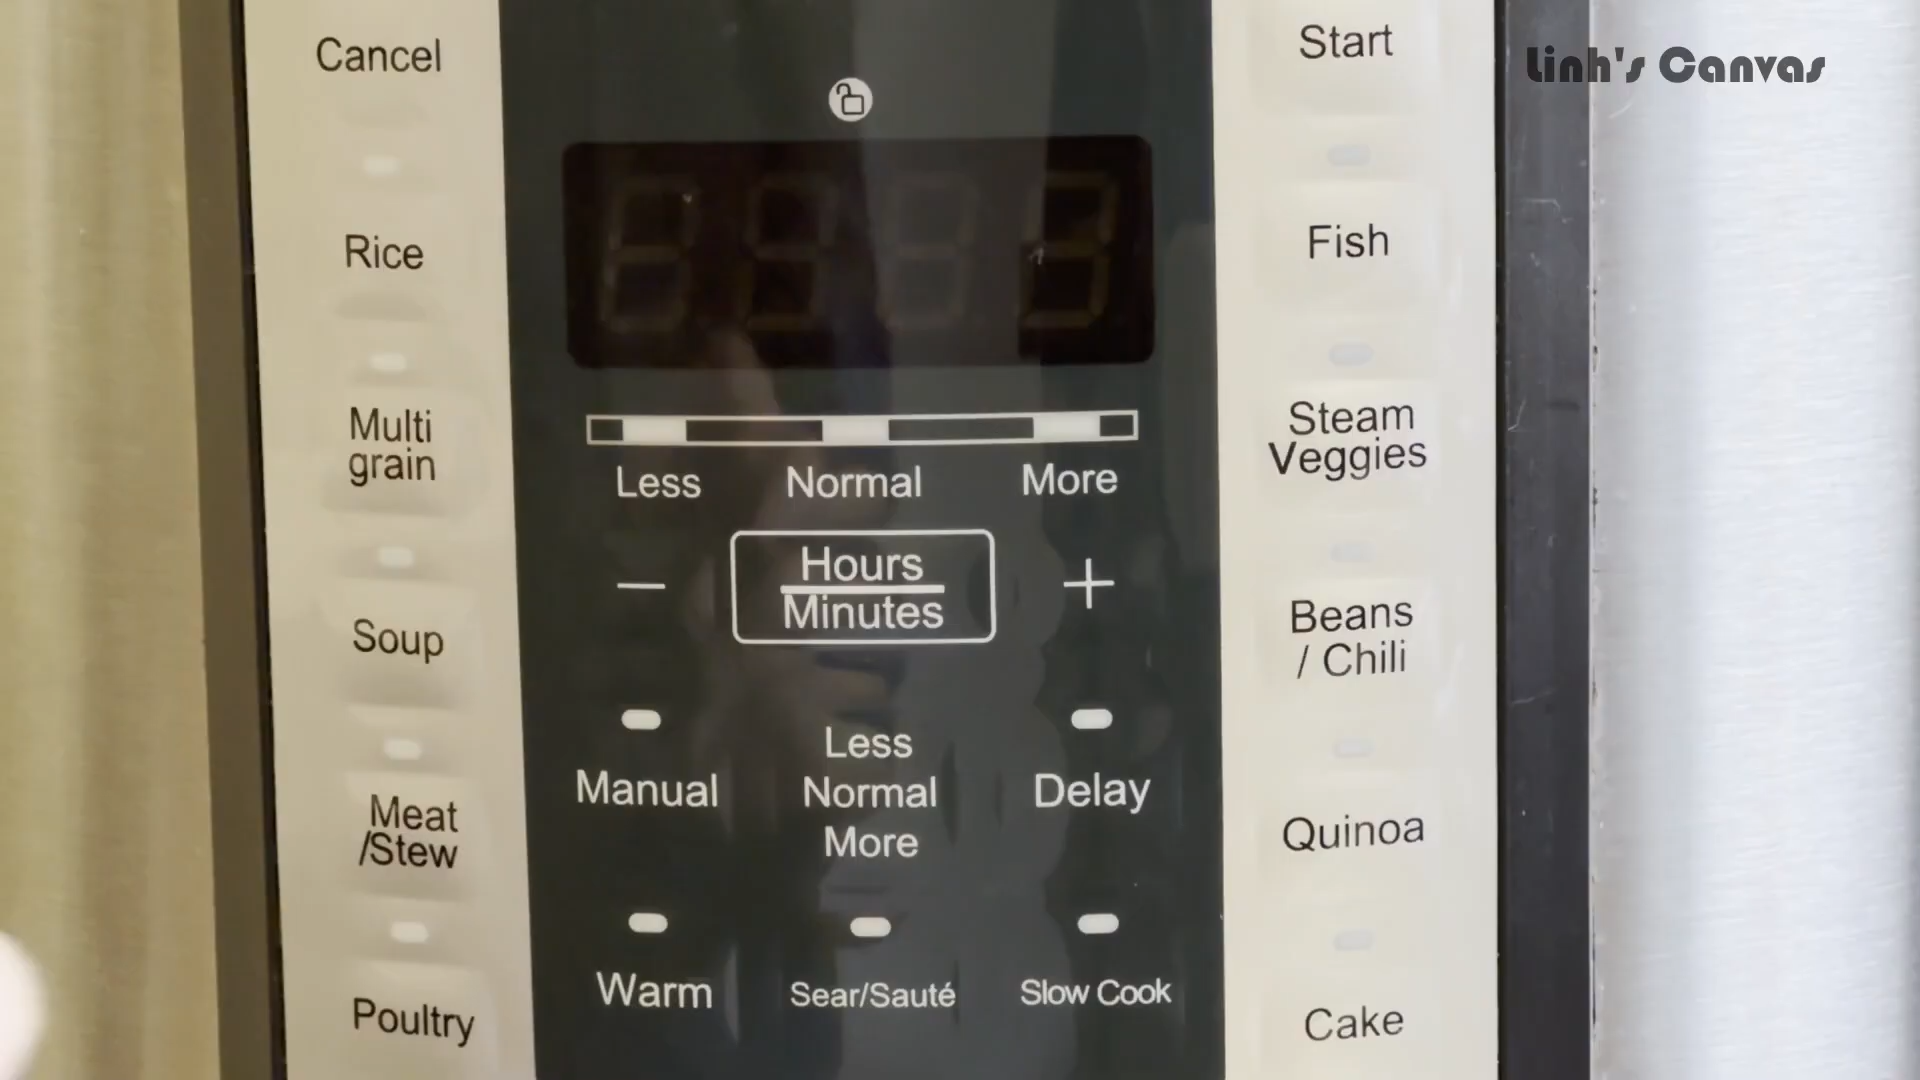 Cancel
Rice
Multi
grain
Soup
Meat
/Stew
Poultry
Less Normal More
Hours
Minutes
Manual
Less
Normal
More
Delay
Warm
Sear/Sauté
Slow Cook
Start
Fish
Steam
Veggies
Beans
/ Chili
Quinoa
Cake
Linh's Canvas